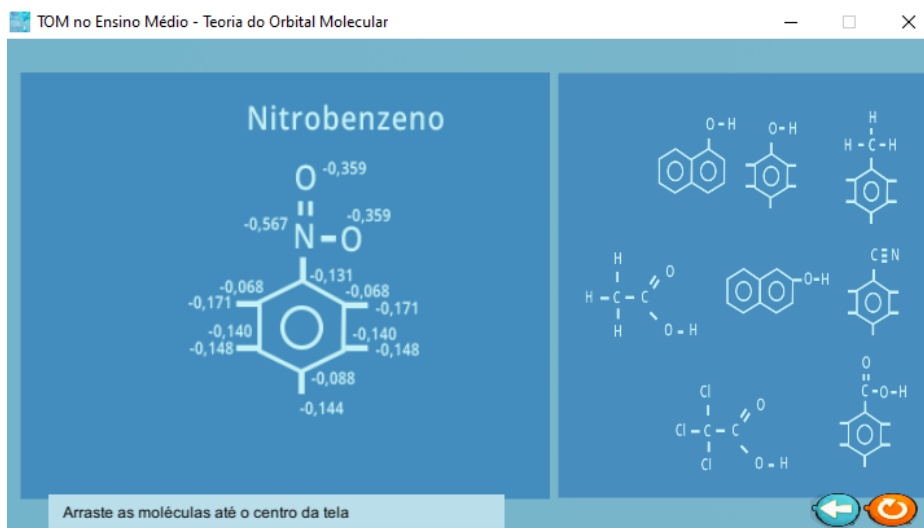 TOM no Ensino Médio - Teoria do Orbital Molecular
Nitrobenzeno
O -0,359
-0,567 N O -0,359
-0,131
-0,068 -0,068
-0,171 -0,171
-0,140 -0,140
-0,148 -0,148
-0,088
-0,144
O-H
O-H
H
H-C-H
H
H-C-C
O
H
O-H
O-H
C≡N
Cl
Cl-C-C
O
Cl
O-H
O
C-O-H
Arraste as moléculas até o centro da tela